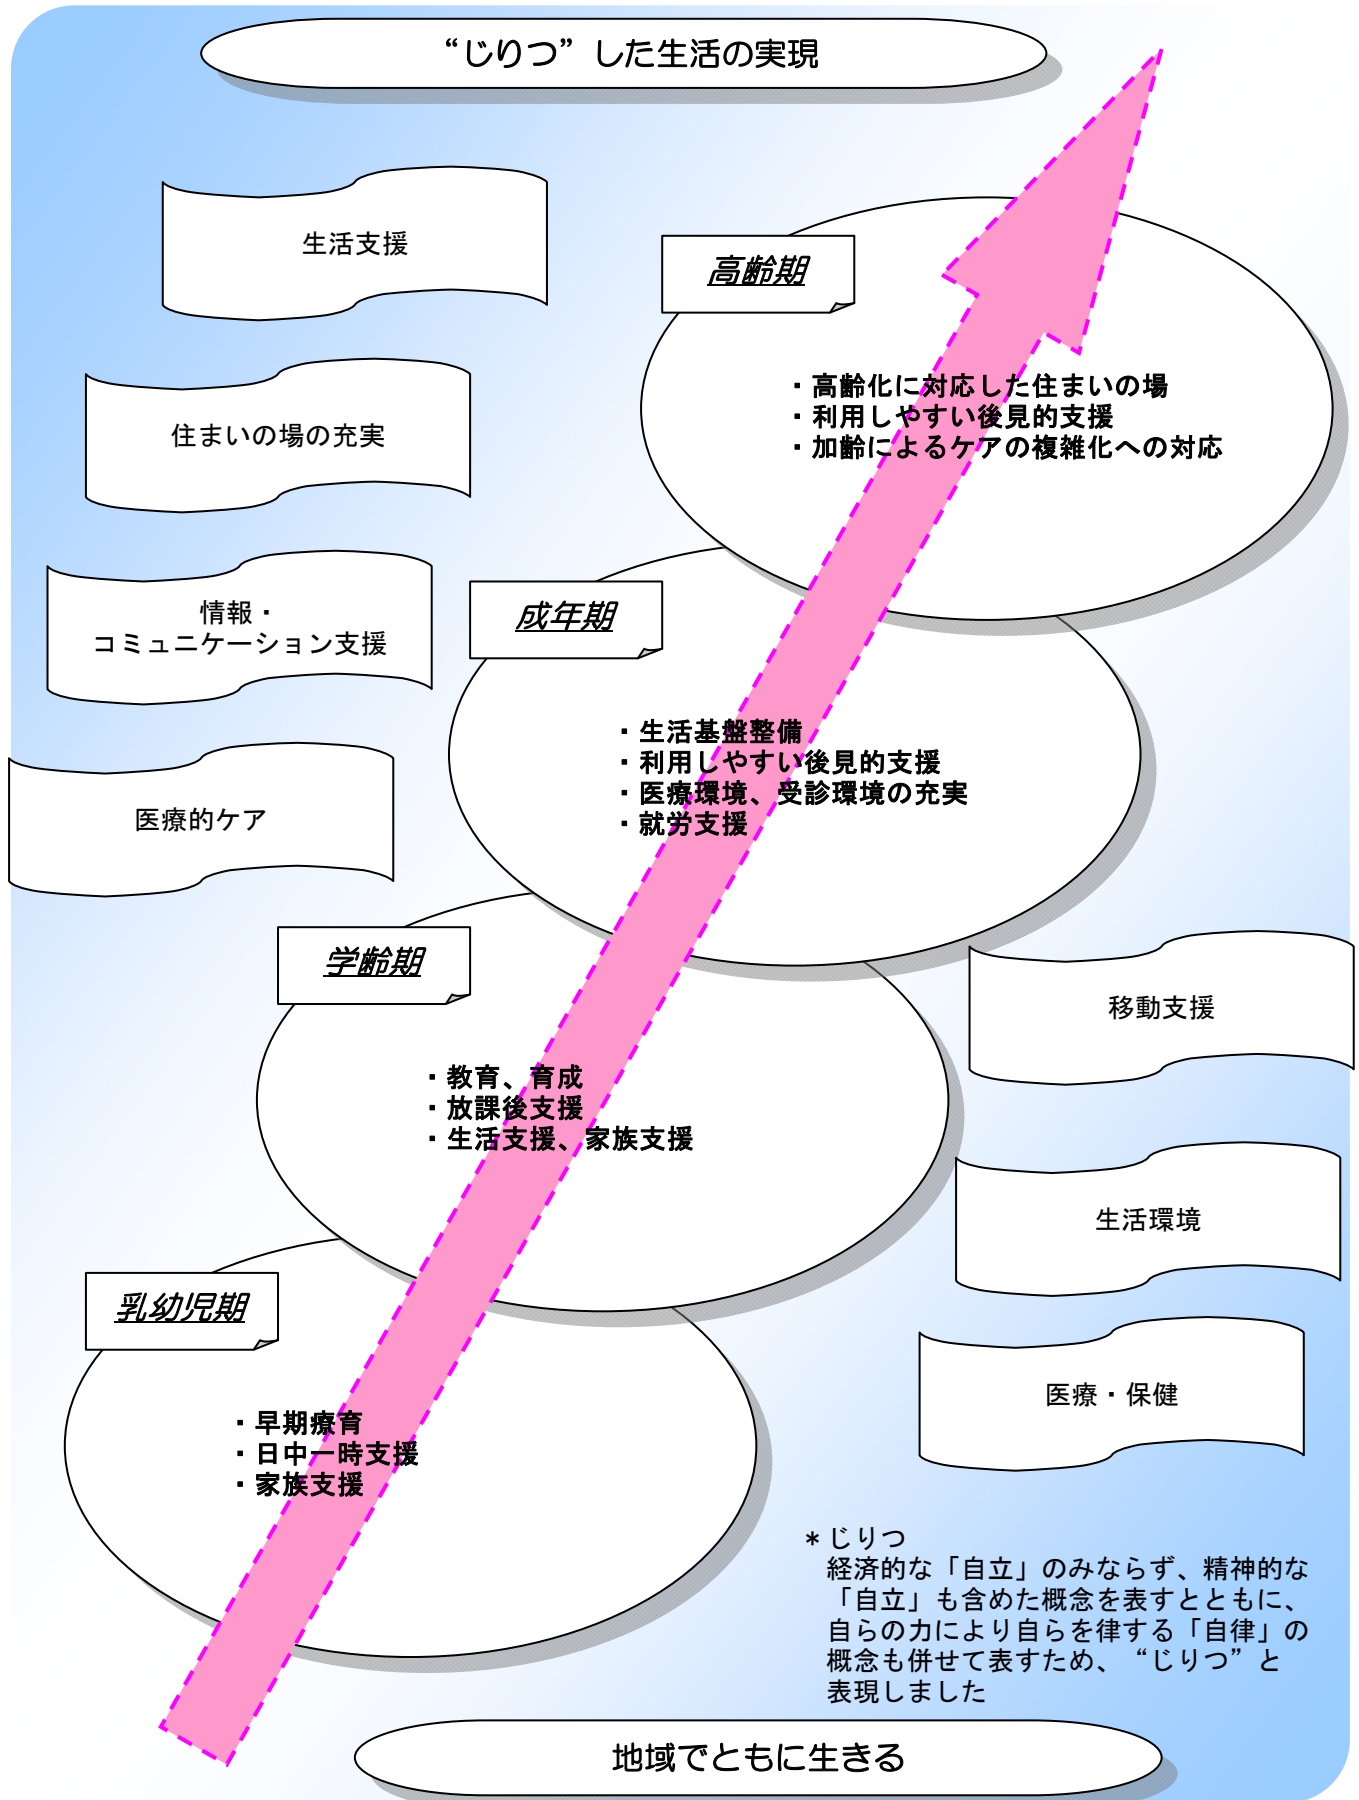 “じりつ”した生活の実現
生活支援
高齢期
住まいの場の充実
・高齢化に対応した住まいの場
・利用しやすい後見的支援
・加齢によるケアの複雑化への対応
情報・
コミュニケーション支援
成年期
・生活基盤整備
・利用しやすい後見的支援
・医療環境、受診環境の充実
・就労支援
医療的ケア
学齢期
・教育、育成
・放課後支援
・生活支援、家族支援
移動支援
生活環境
乳幼児期
・早期療育
・日中一時支援
・家族支援
医療・保健
＊じりつ
経済的な「自立」のみならず、精神的な
「自立」も含めた概念を表すとともに、
自らの力により自らを律する「自律」の
概念も併せて表すため、“じりつ”と
表現しました
地域でともに生きる